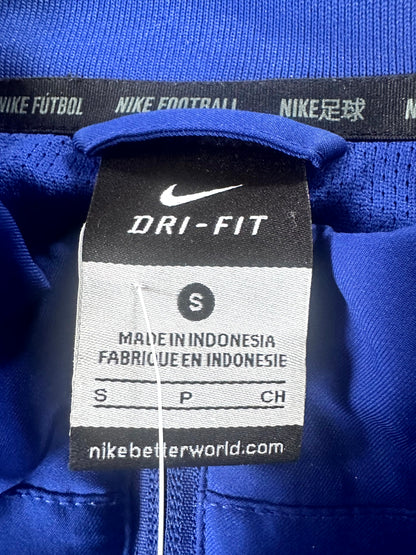 NIKE FÚTBOL NIKE FOOTBALL NIKE足球
DRI-FIT
S
MADE IN INDONESIA
FABRIQUE EN INDONESIE
S P CH
nikebetterworld.com